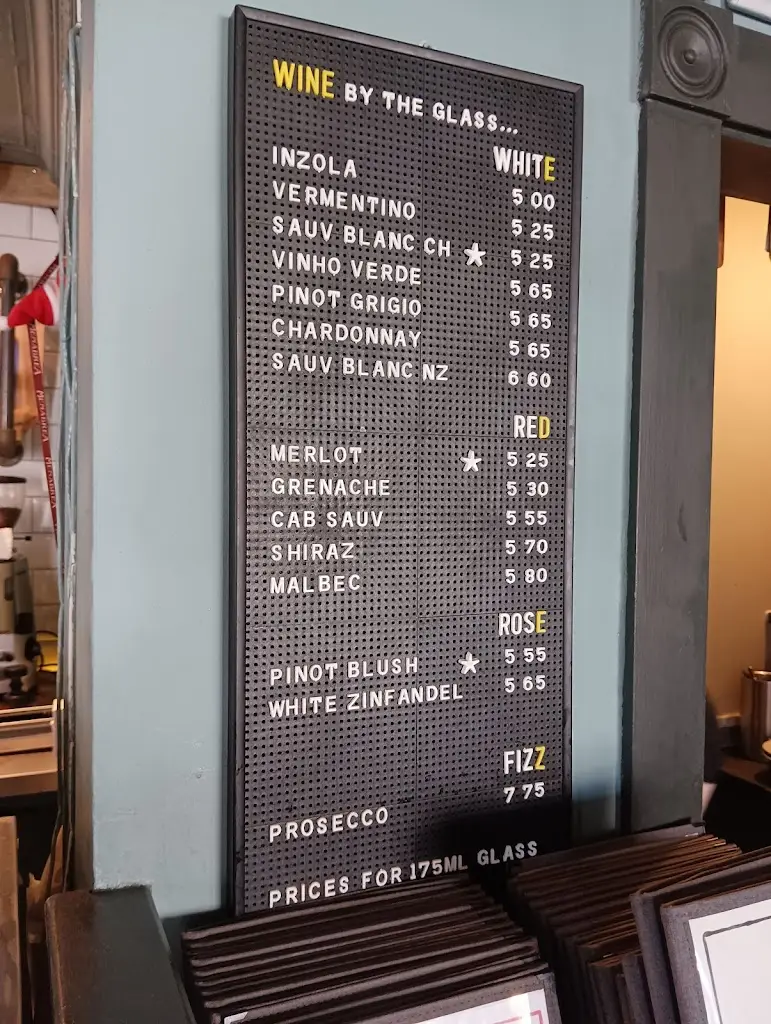 WINE BY THE GLASS...
WHITE
INZOLA 5 00
VERMENTINO 5 25
SAUV BLANC CH 5 25
VINHO VERDE 5 65
PINOT GRIGIO 5 65
CHARDONNAY 5 65
SAUV BLANC NZ 6 60
RED
MERLOT 5 25
GRENACHE 5 30
CAB SAUV 5 55
SHIRAZ 5 70
MALBEC 5 80
ROSE
PINOT BLUSH 5 55
WHITE ZINFANDEL 5 65
FIZZ
PROSECCO 7 75
PRICES FOR 175ML GLASS